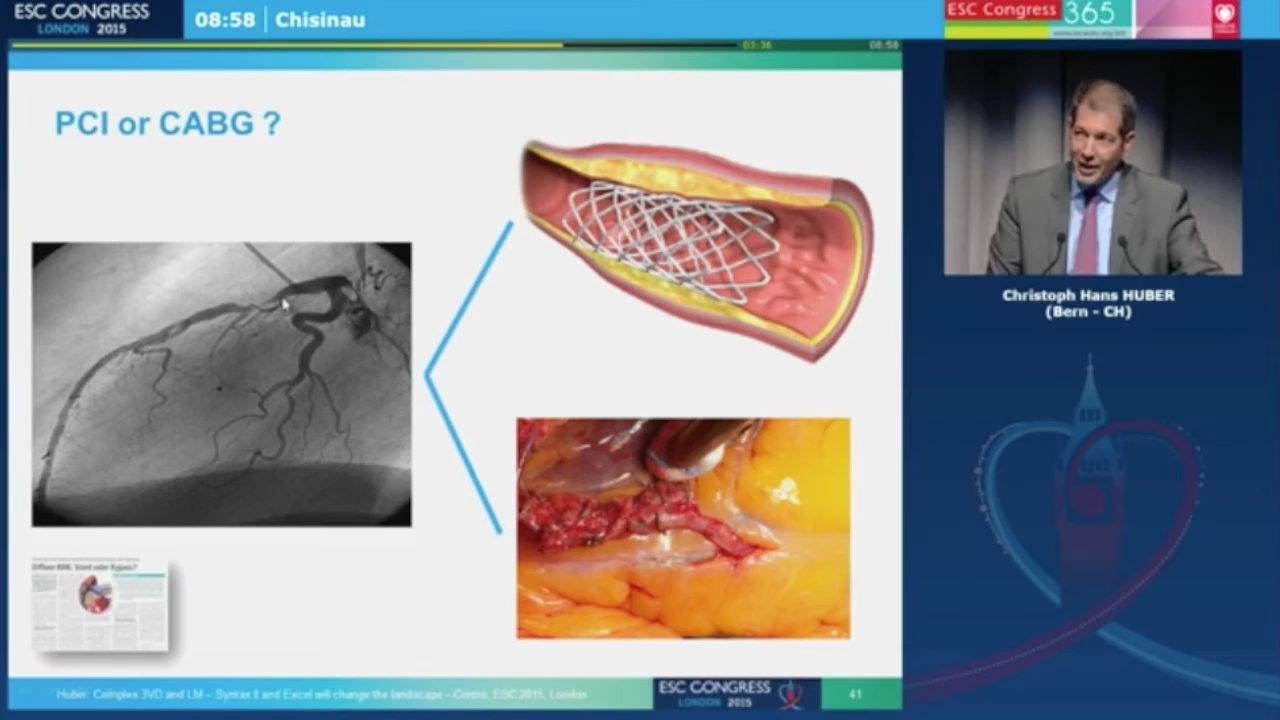 ESC CONGRESS
LONDON 2015
08:58 Chisinau
ESC Congress 365
03:36
08:58
PCI or CABG ?
Christoph Hans HUBER
(Bern - CH)
Diffuse KHK: Stent oder Bypass?
Huber: Complex 3VD and LM – Syntax II and Excel will change the landscape – Contra, ESC 2015, London
ESC CONGRESS
LONDON 2015
41